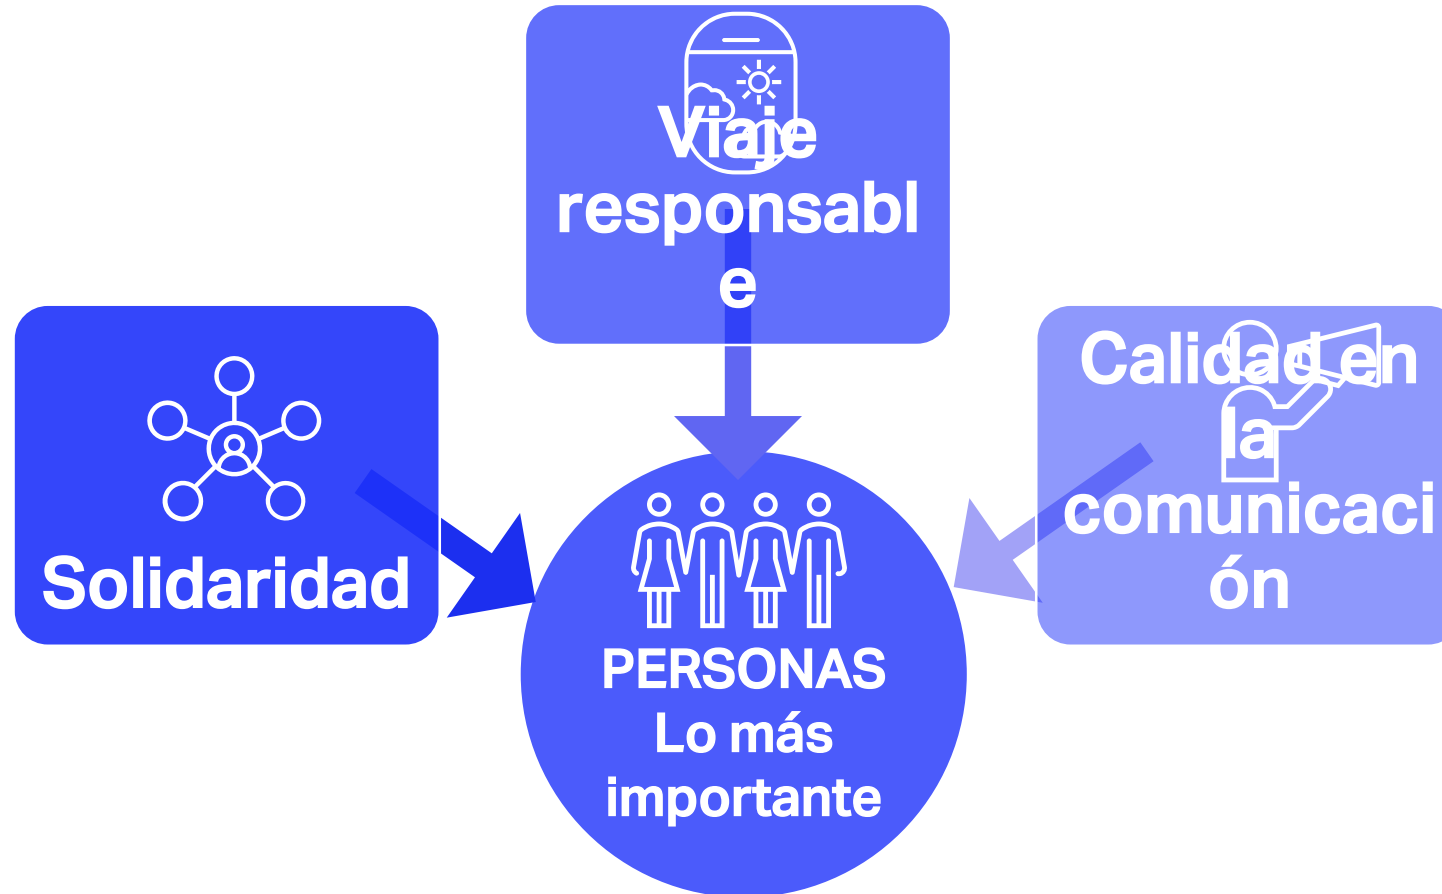 Viaje
responsabl
e
Solidaridad
Calidad en
la
comunicaci
ón
PERSONAS
Lo más
importante